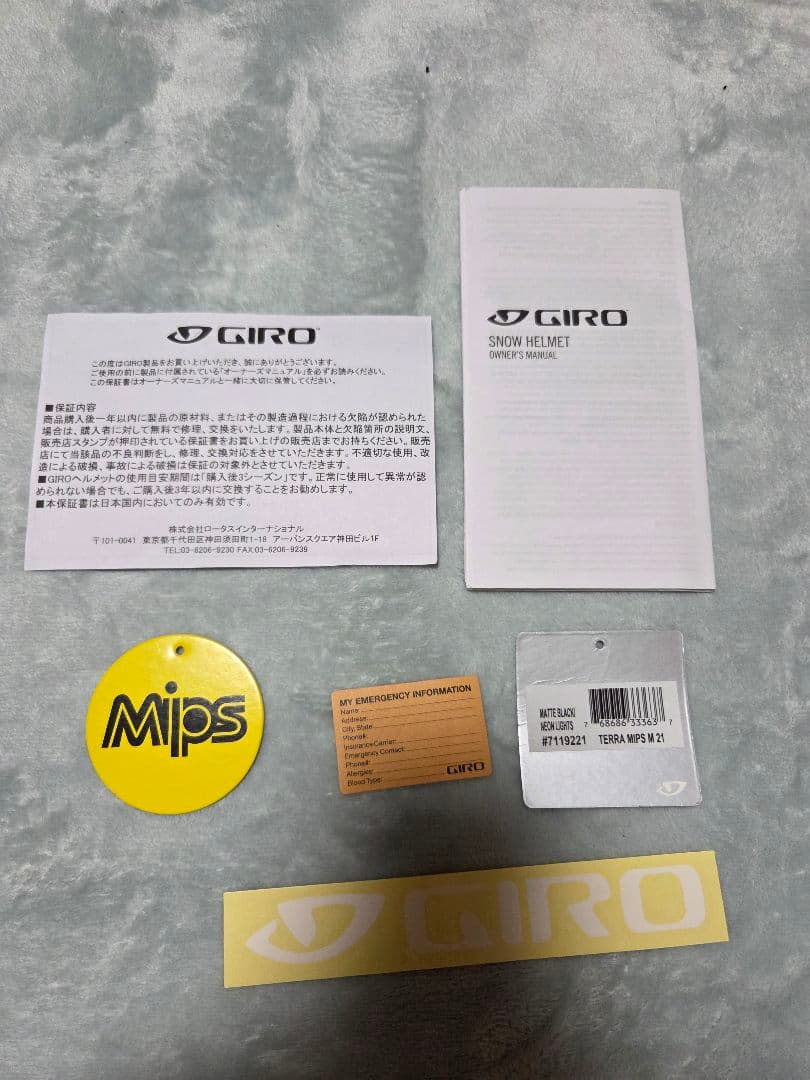 GIRO™
この度はGIRO製品をお買い上げいただき、誠にありがとうございます。
ご使用の前に製品に付属されている「オーナーズマニュアル」を必ずお読みください。
この保証書はオーナーズマニュアルと一緒に大切に保管してください。
■保証内容
商品購入後一年以内に製品の原材料、またはその製造過程における欠陥が認められた
場合は、購入者に対して無料で修理、交換をいたします。製品本体と欠陥箇所の説明文、
販売店スタンプが押印されている保証書をお買い上げの販売店までお持ちください。販売
店にて当該品の不良判断をし、修理、交換対応をさせていただきます。不適切な使用、改
造による破損、事故による破損は保証の対象外とさせていただきます。
■GIROヘルメットの使用目安期間は「購入後3シーズン」です。正常に使用して異常が認
められない場合でも、ご購入後3年以内に交換することをお勧めします。
■本保証書は日本国内においてのみ有効です。
株式会社ロータスインターナショナル
〒101-0041 東京都千代田区神田須田町1-18 アーバンスクエア神田ビル1F
TEL:03-6206-9230 FAX:03-6206-9239
GIRO
SNOW HELMET
OWNER'S MANUAL
Mips
MY EMERGENCY INFORMATION
Name:
Address:
City, State:
Phone#:
Insurance Carrier:
Emergency Contact:
Phone#:
Alergies:
Blood Type:
GIRO
MATTE BLACK/
NEON LIGHTS
7 68686 33363 7
#7119221 TERRA MIPS M 21
GIRO